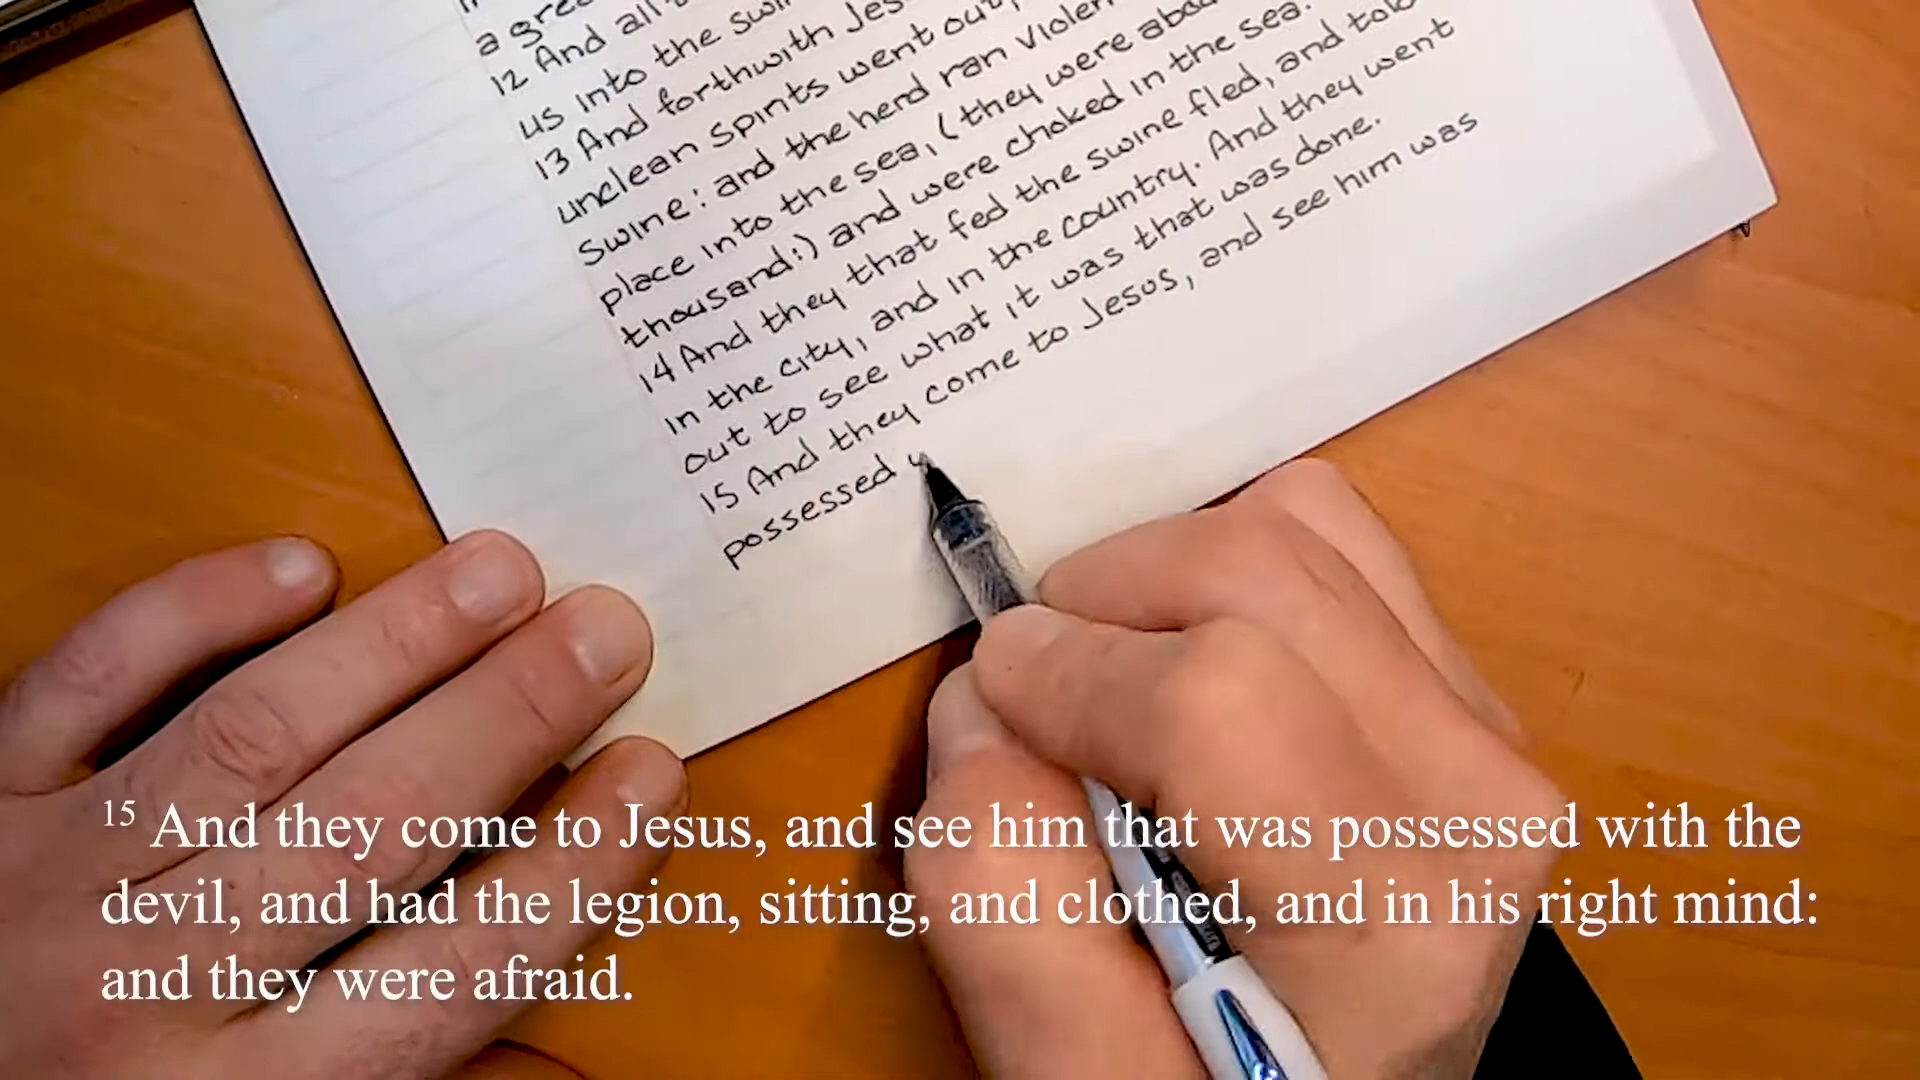 a grea
12 And all
us into the swi
13 And forthwith Jes
unclean spirits went out,
swine: and the herd ran violen
place into the sea, (they were abou
thousand;) and were choked in the sea.
14 And they that fed the swine fled, and told
in the city, and in the country. And they went
out to see what it was that was done.
15 And they come to Jesus, and see him was
possessed
15 And they come to Jesus, and see him that was possessed with the
devil, and had the legion, sitting, and clothed, and in his right mind:
and they were afraid.